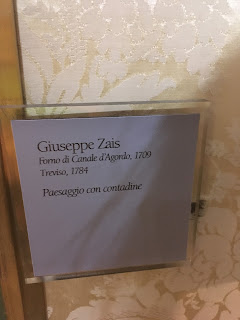 Giuseppe Zais
Forno di Canale d'Agordo, 1709
Treviso, 1784
Paesaggio con contadine